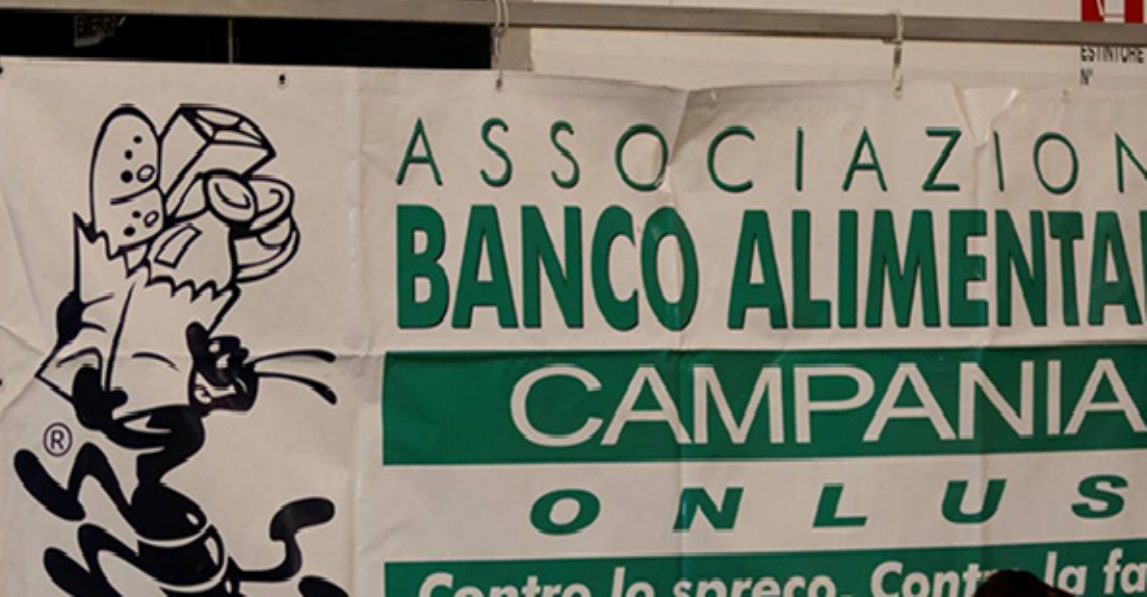 ESTINTORE
N°
ASSOCIAZION
BANCO ALIMENTA
CAMPANIA
ONLUS
®
Contro lo spreco. Contro la fa